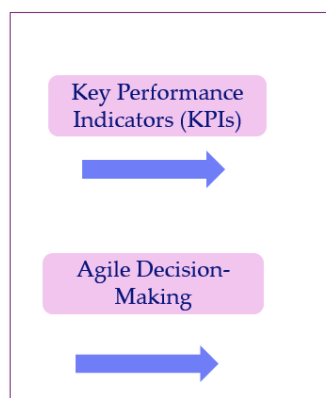 Key Performance
Indicators (KPIs)
Agile Decision-
Making